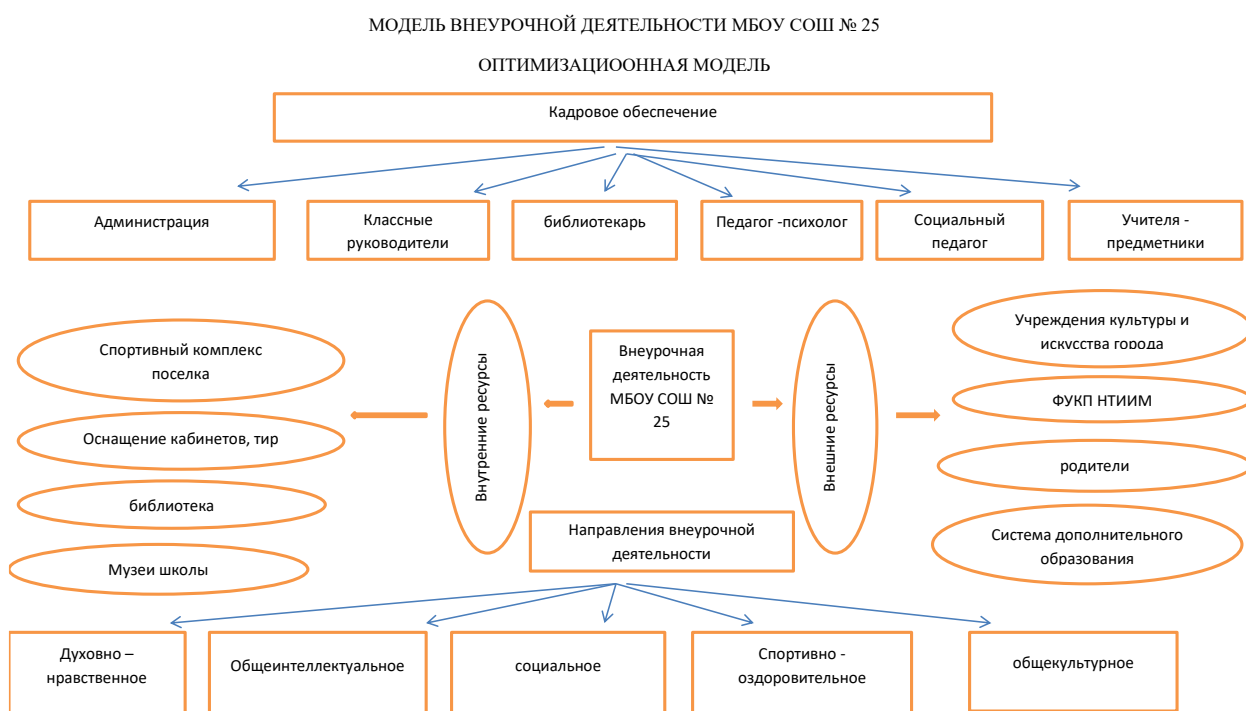 МОДЕЛЬ ВНЕУРОЧНОЙ ДЕЯТЕЛЬНОСТИ МБОУ СОШ № 25
ОПТИМИЗАЦИООННАЯ МОДЕЛЬ
Кадровое обеспечение
Администрация
Классные
руководители
библиотекарь
Педагог -психолог
Социальный
педагог
Учителя -
предметники
Спортивный комплекс
поселка
Оснащение кабинетов, тир
библиотека
Музеи школы
Внутренние ресурсы
Внеурочная
деятельность
МБОУ СОШ №
25
Внешние ресурсы
Учреждения культуры и
искусства города
ФУКП НТИИМ
родители
Система дополнительного
образования
Направления внеурочной
деятельности
Духовно –
нравственное
Общеинтеллектуальное
социальное
Спортивно -
оздоровительное
общекультурное